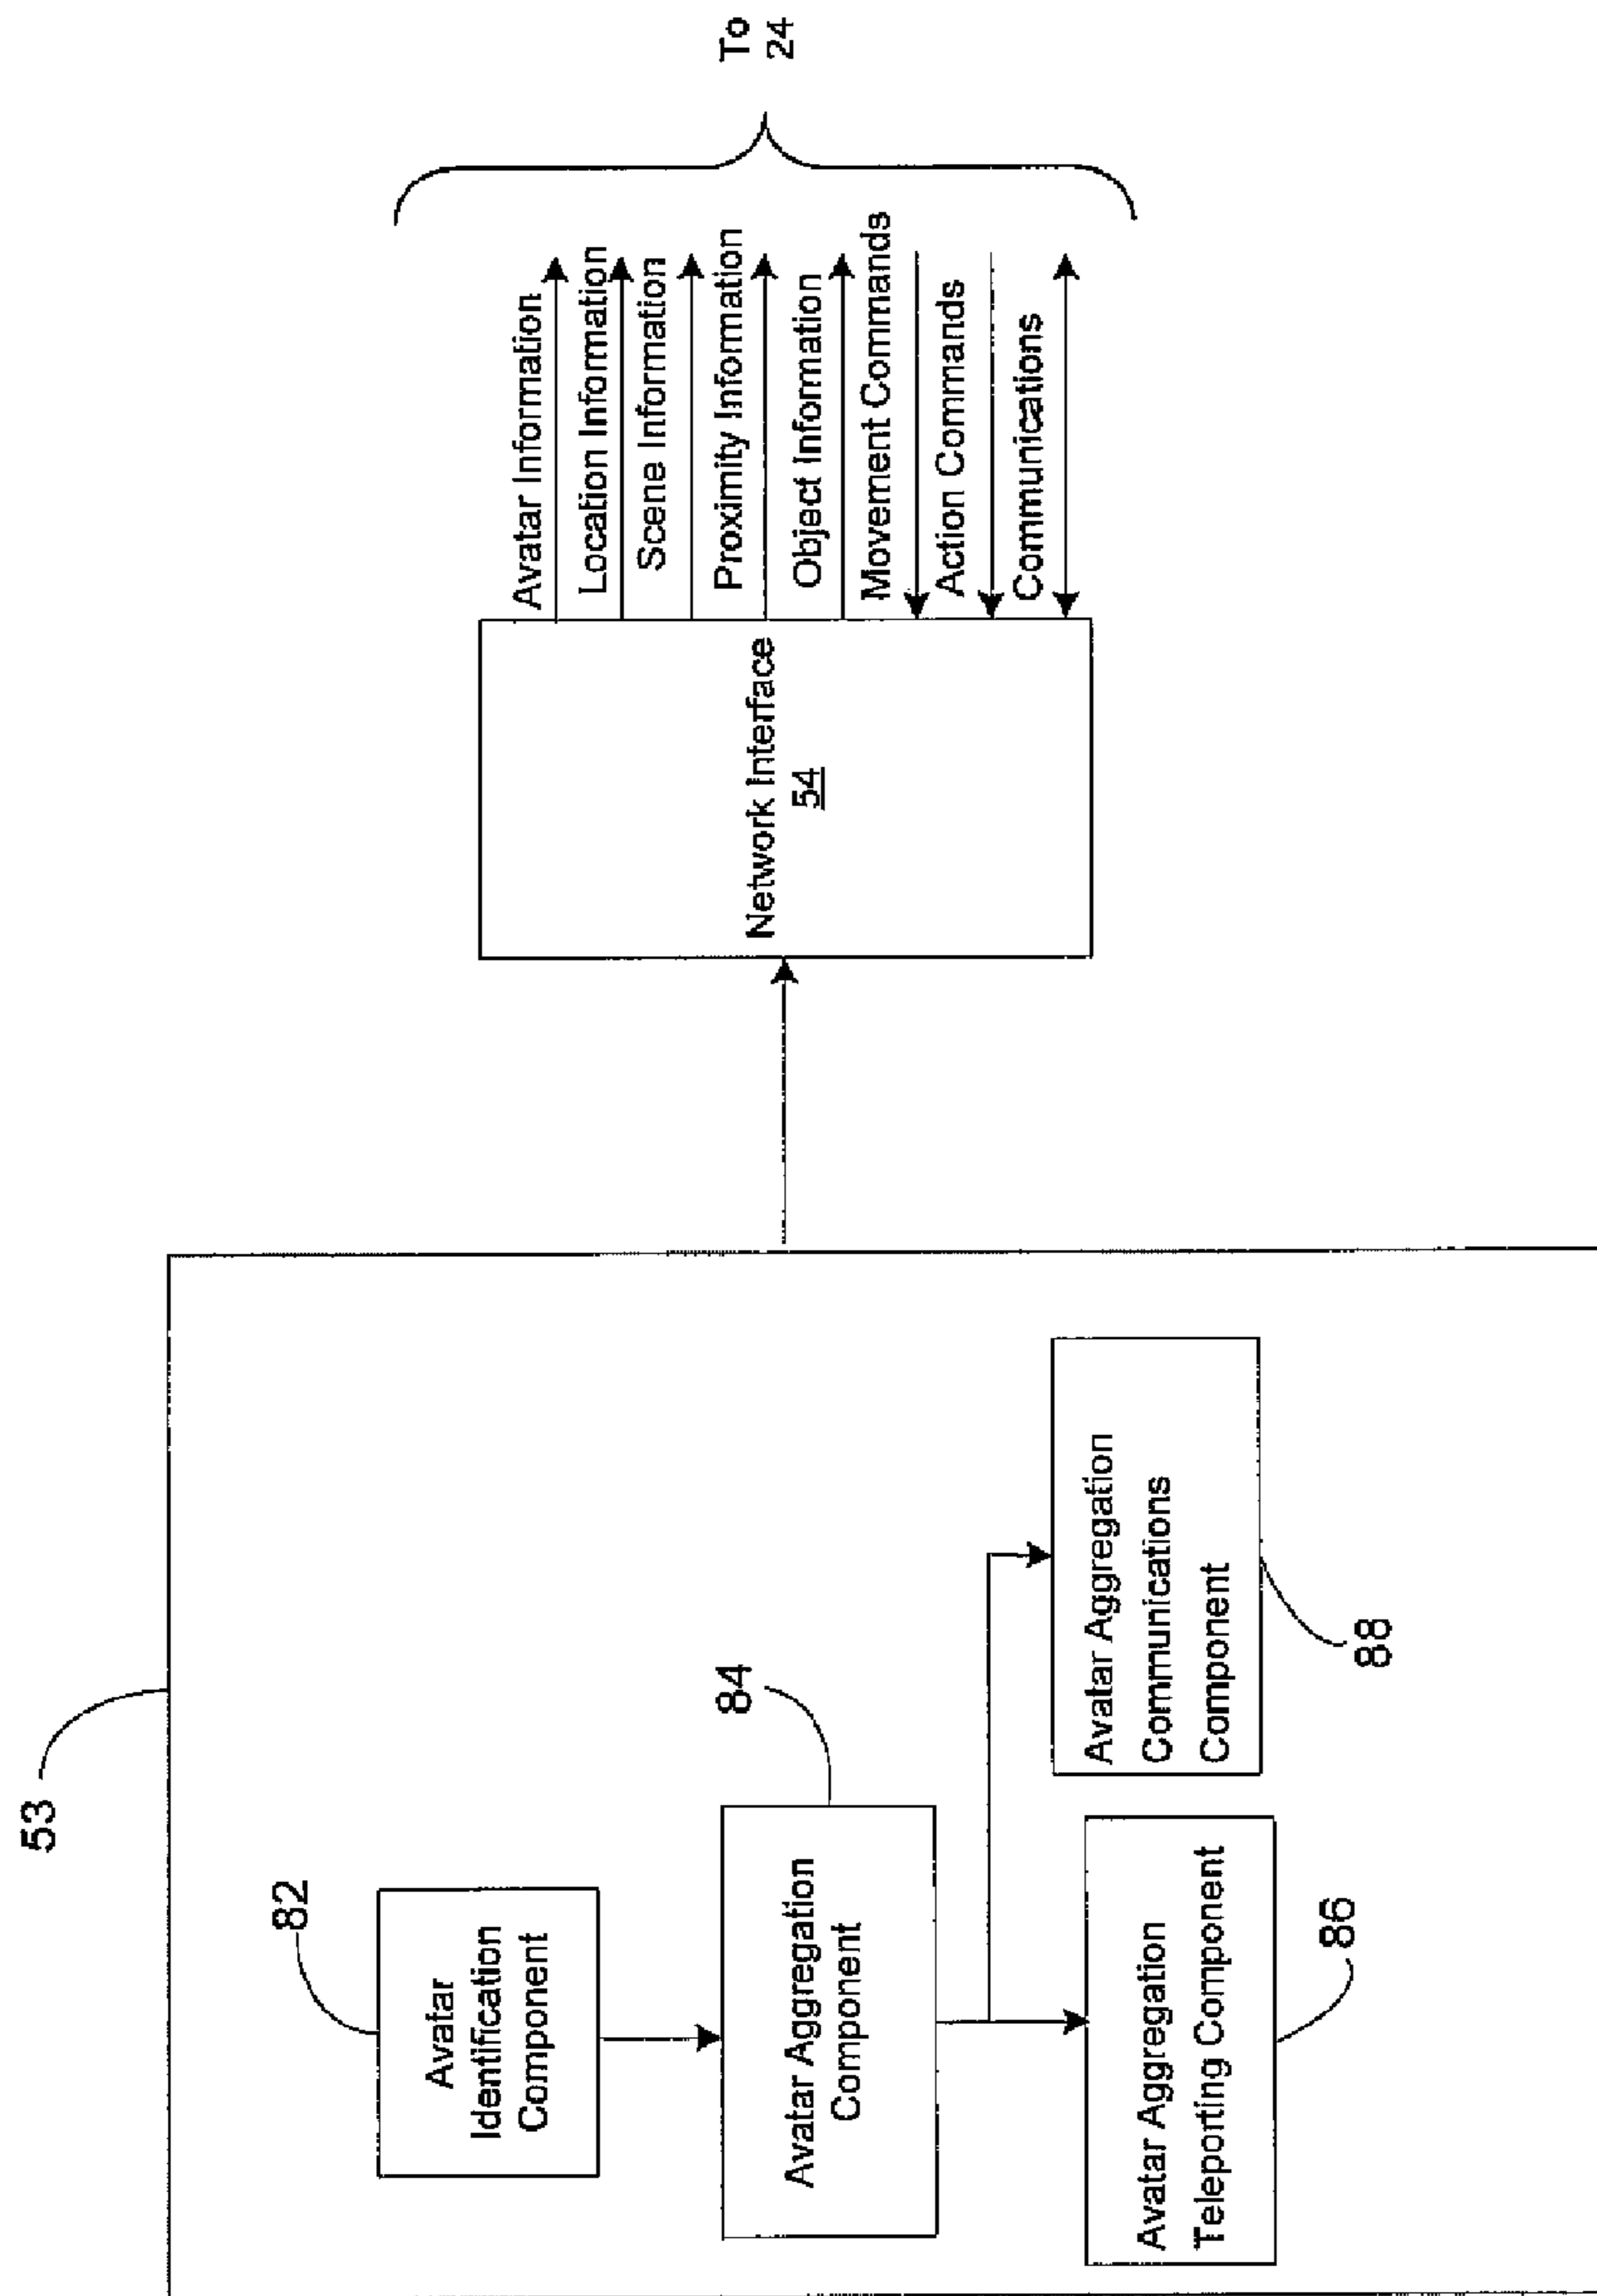 53
82
Avatar
Identification
Component
84
Avatar Aggregation
Component
Avatar Aggregation
Teleporting Component
86
Avatar Aggregation
Communications
Component
88
Network Interface
54
Avatar Information
Location Information
Scene Information
Proximity Information
Object Information
Movement Commands
Action Commands
Communications
To
24